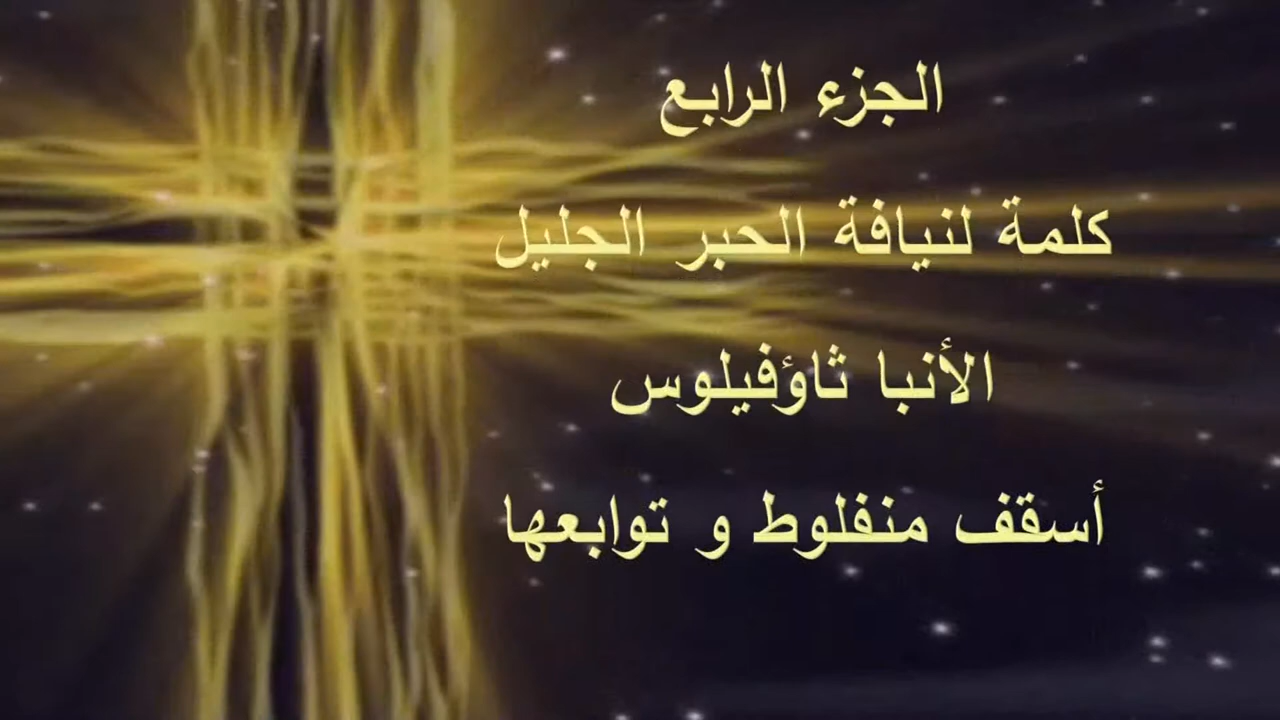 الجزء الرابع
كلمة لنيافة الحبر الجليل
الأنبا ثاؤفيلوس
أسقف منفلوط و توابعها